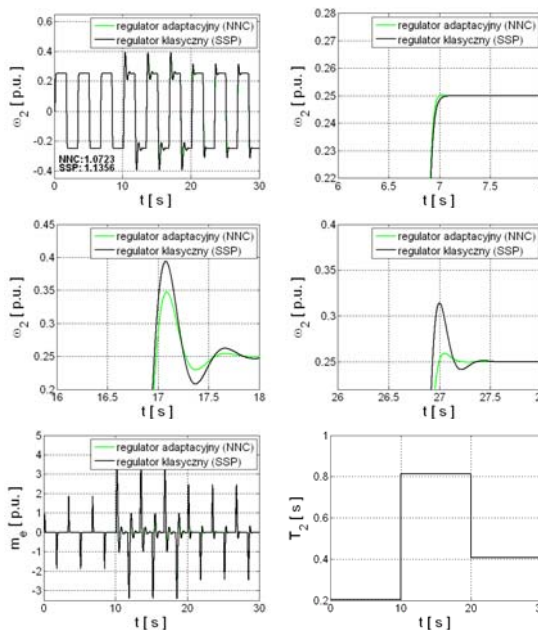 regulator adaptacyjny (NNC)
regulator klasyczny (SSP)
ω2 [ p.u. ]
0.6
0.4
0.2
0
-0.2
-0.4
NNC:1.0723
SSP:1.1356
0 10 20 30
t [ s ]
regulator adaptacyjny (NNC)
regulator klasyczny (SSP)
ω2 [ p.u. ]
0.28
0.27
0.26
0.25
0.24
0.23
0.22
6 6.5 7 7.5
t [ s ]
regulator adaptacyjny (NNC)
regulator klasyczny (SSP)
ω2 [ p.u. ]
0.45
0.4
0.35
0.3
0.25
0.2
16 16.5 17 17.5 18
t [ s ]
regulator adaptacyjny (NNC)
regulator klasyczny (SSP)
ω2 [ p.u. ]
0.4
0.35
0.3
0.25
0.2
26 26.5 27 27.5 2
t [ s ]
regulator adaptacyjny (NNC)
regulator klasyczny (SSP)
me [ p.u. ]
5
4
3
2
1
0
-1
-2
-3
0 10 20 30
t [ s ]
T2 [ s ]
1
0.8
0.6
0.4
0.2
0 10 20 30
t [ s ]